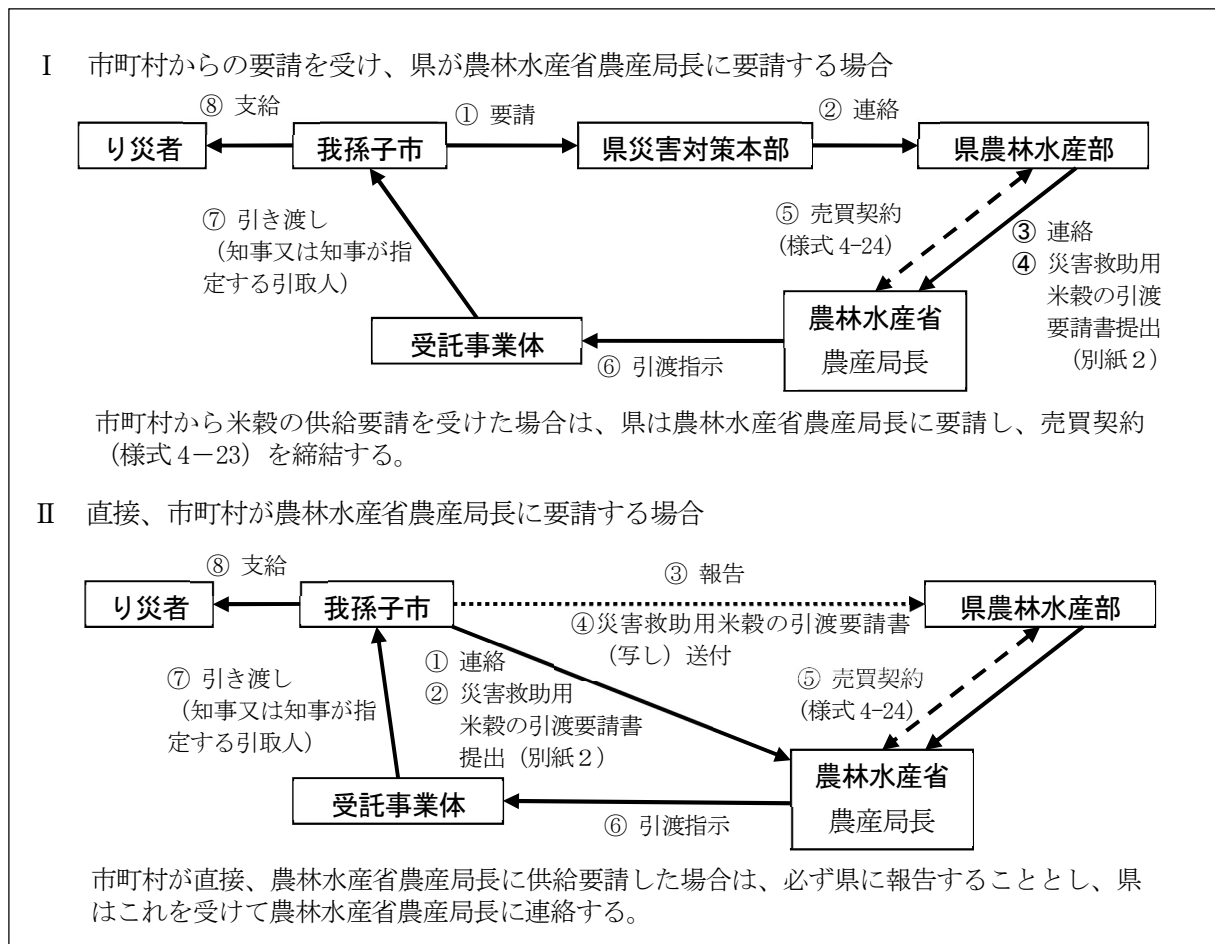 Ⅰ 市町村からの要請を受け、県が農林水産省農産局長に要請する場合
⑧ 支給
① 要請
② 連絡
り災者
我孫子市
県災害対策本部
県農林水産部
⑦ 引き渡し
（知事又は知事が指
定する引取人）
⑤ 売買契約
(様式 4-24)
③ 連絡
④ 災害救助用
米穀の引渡
要請書提出
（別紙２）
受託事業体
⑥ 引渡指示
農林水産省
農産局長
市町村から米穀の供給要請を受けた場合は、県は農林水産省農産局長に要請し、売買契約
（様式 4－23）を締結する。
Ⅱ 直接、市町村が農林水産省農産局長に要請する場合
⑧ 支給
③ 報告
り災者
我孫子市
県農林水産部
④災害救助用米穀の引渡要請書
（写し）送付
⑦ 引き渡し
（知事又は知事が指
定する引取人）
① 連絡
② 災害救助用
米穀の引渡要請書
提出（別紙２）
⑤ 売買契約
(様式 4-24)
受託事業体
⑥ 引渡指示
農林水産省
農産局長
市町村が直接、農林水産省農産局長に供給要請した場合は、必ず県に報告することとし、県
はこれを受けて農林水産省農産局長に連絡する。